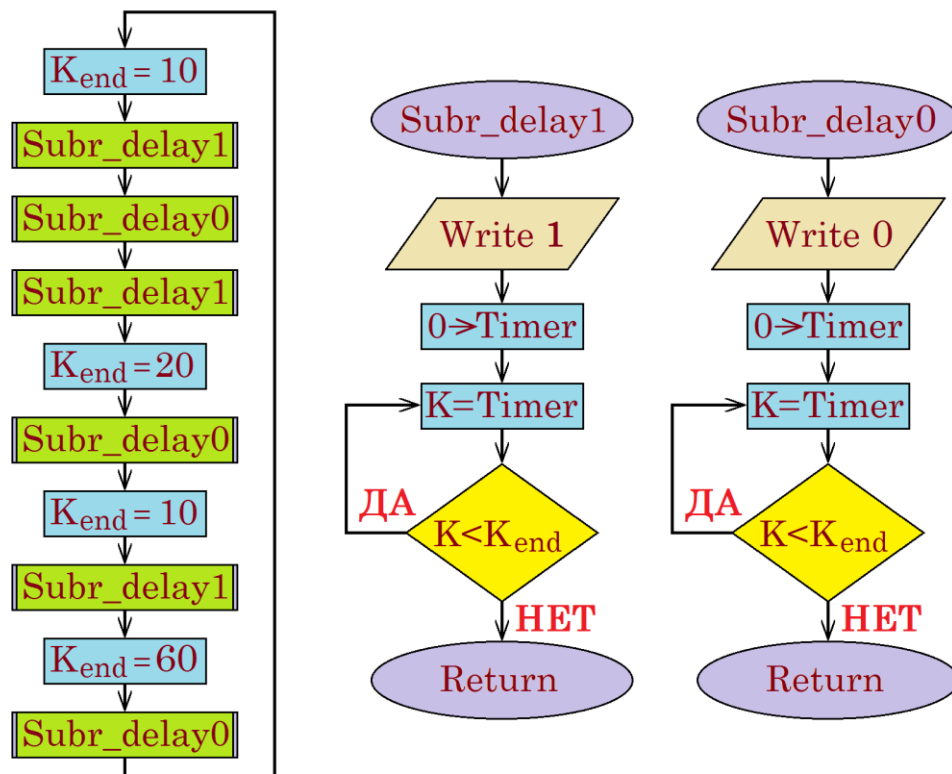 Kend = 10
Subr_delay1
Subr_delay0
Subr_delay1
Kend =20
Subr_delay0
Kend = 10
Subr_delay1
Kend =60
Subr_delay0
Subr_delay1
Write 1
0→Timer
K=Timer
ДА
K<Kend
НЕТ
Return
Subr_delay0
Write 0
0→Timer
K=Timer
ДА
K<Kend
НЕТ
Return